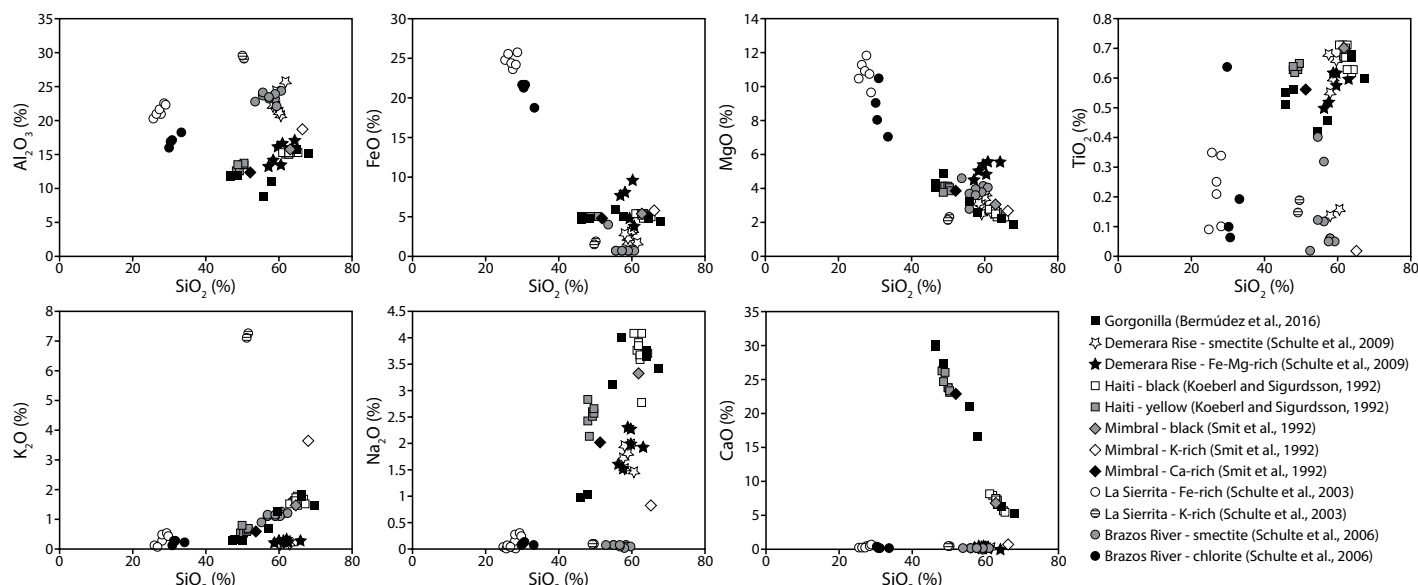 35
30
25
20
15
10
5
0
Al2O3 (%)
0 20 40 60 80
SiO2 (%)
30
25
20
15
10
5
0
FeO (%)
0 20 40 60 80
SiO2 (%)
14
12
10
8
6
4
2
0
MgO (%)
0 20 40 60 80
SiO2 (%)
0.8
0.7
0.6
0.5
0.4
0.3
0.2
0.1
0
TiO2 (%)
0 20 40 60 80
SiO2 (%)
8
7
6
5
4
3
2
1
0
K2O (%)
0 20 40 60 80
SiO2 (%)
4.5
4
3.5
3
2.5
2
1.5
1
0.5
0
Na2O (%)
0 20 40 60 80
SiO2 (%)
35
30
25
20
15
10
5
0
CaO (%)
0 20 40 60 80
SiO2 (%)
Gorgonilla (Bermúdez et al., 2016)
Demerara Rise - smectite (Schulte et al., 2009)
Demerara Rise - Fe-Mg-rich (Schulte et al., 2009)
Haiti - black (Koeberl and Sigurdsson, 1992)
Haiti - yellow (Koeberl and Sigurdsson, 1992)
Mimbral - black (Smit et al., 1992)
Mimbral - K-rich (Smit et al., 1992)
Mimbral - Ca-rich (Smit et al., 1992)
La Sierrita - Fe-rich (Schulte et al., 2003)
La Sierrita - K-rich (Schulte et al., 2003)
Brazos River - smectite (Schulte et al., 2006)
Brazos River - chlorite (Schulte et al., 2006)